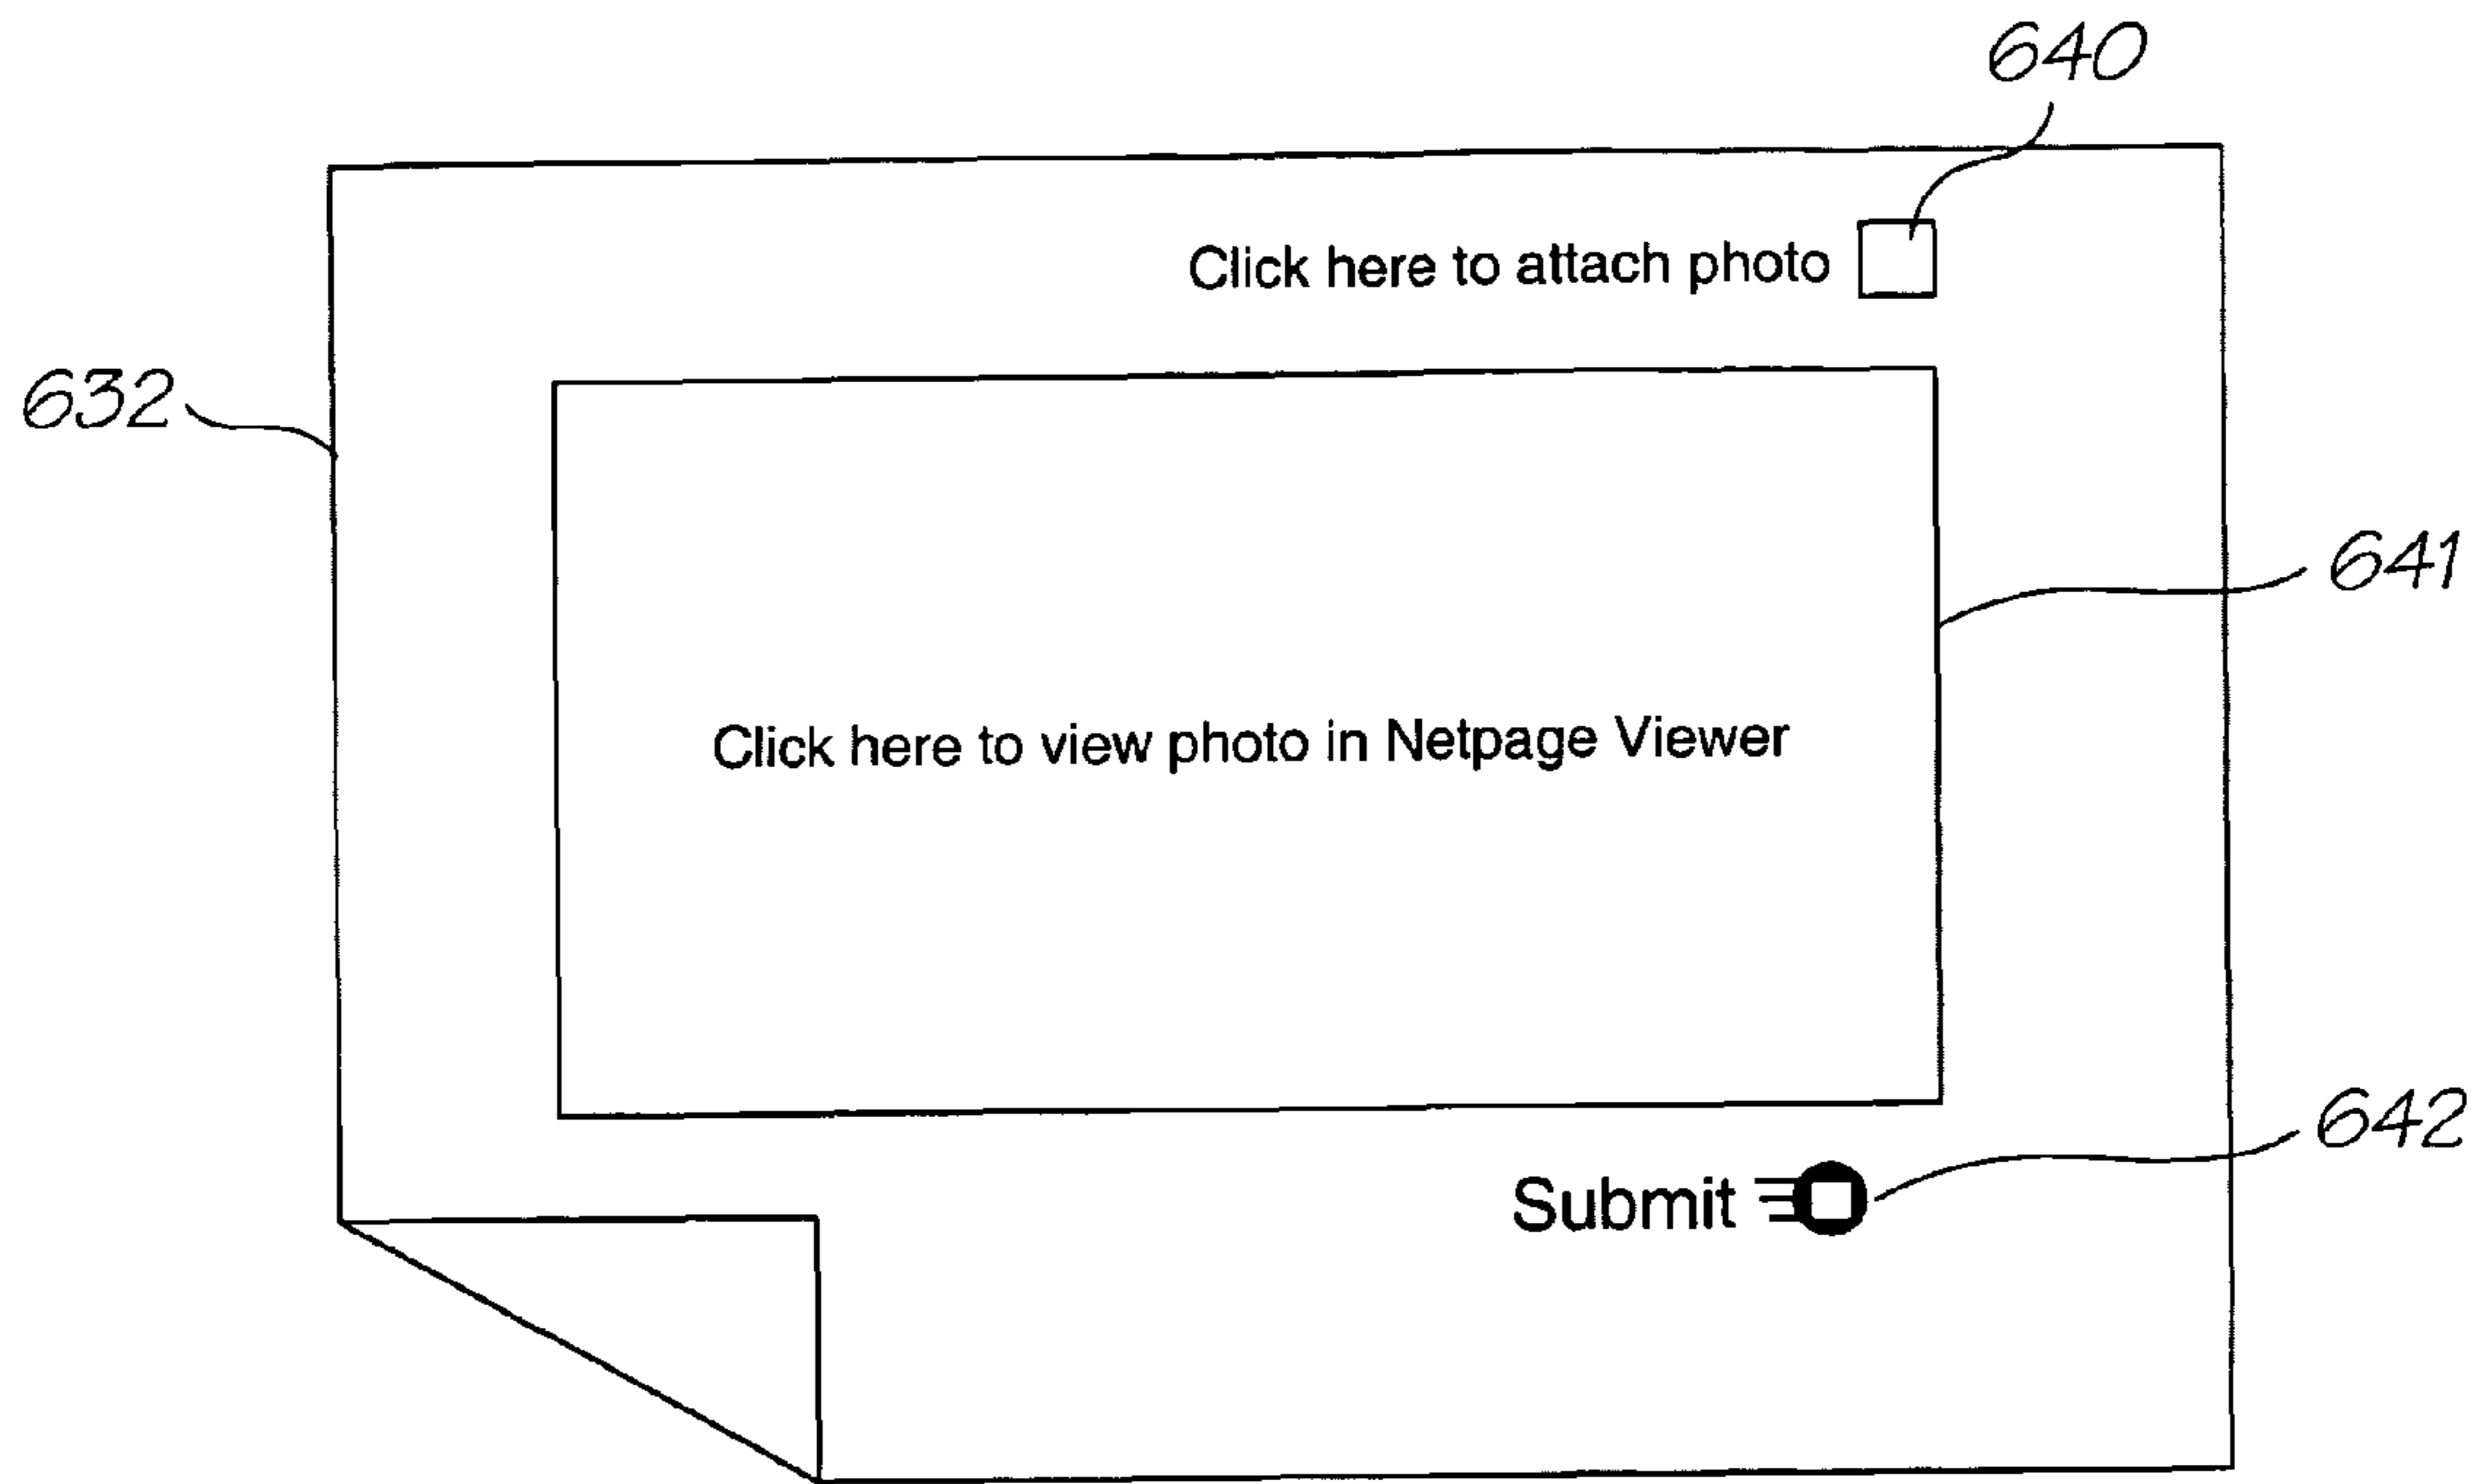 640
Click here to attach photo
632
641
Click here to view photo in Netpage Viewer
642
Submit